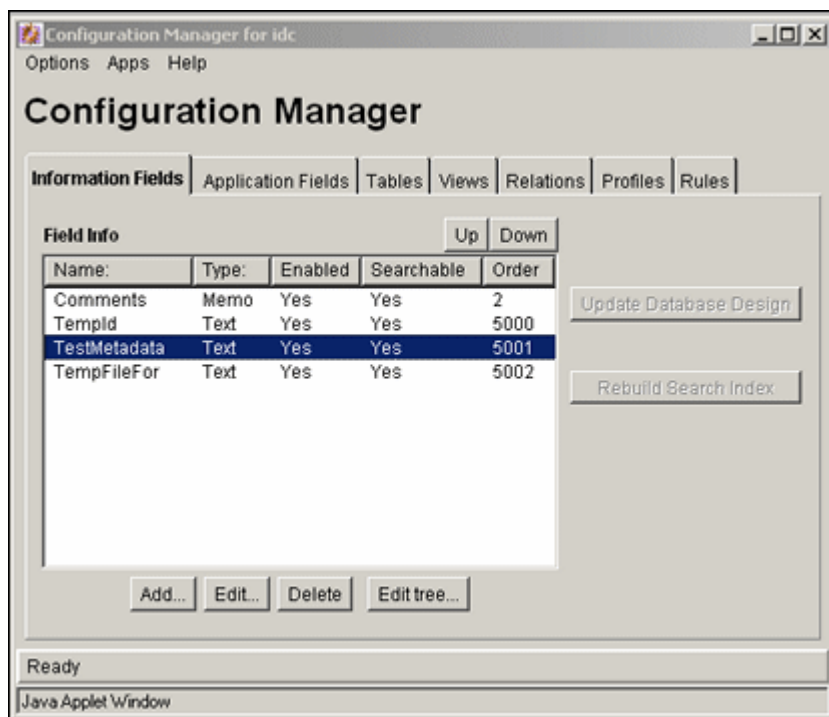 Configuration Manager for idc
Options Apps Help
Configuration Manager
Information Fields Application Fields Tables Views Relations Profiles Rules
Field Info Up Down
Name: Type: Enabled Searchable Order
Comments Memo Yes Yes 2
TempId Text Yes Yes 5000
TestMetadata Text Yes Yes 5001
TempFileFor Text Yes Yes 5002
Update Database Design
Rebuild Search Index
Add... Edit... Delete Edit tree...
Ready
Java Applet Window